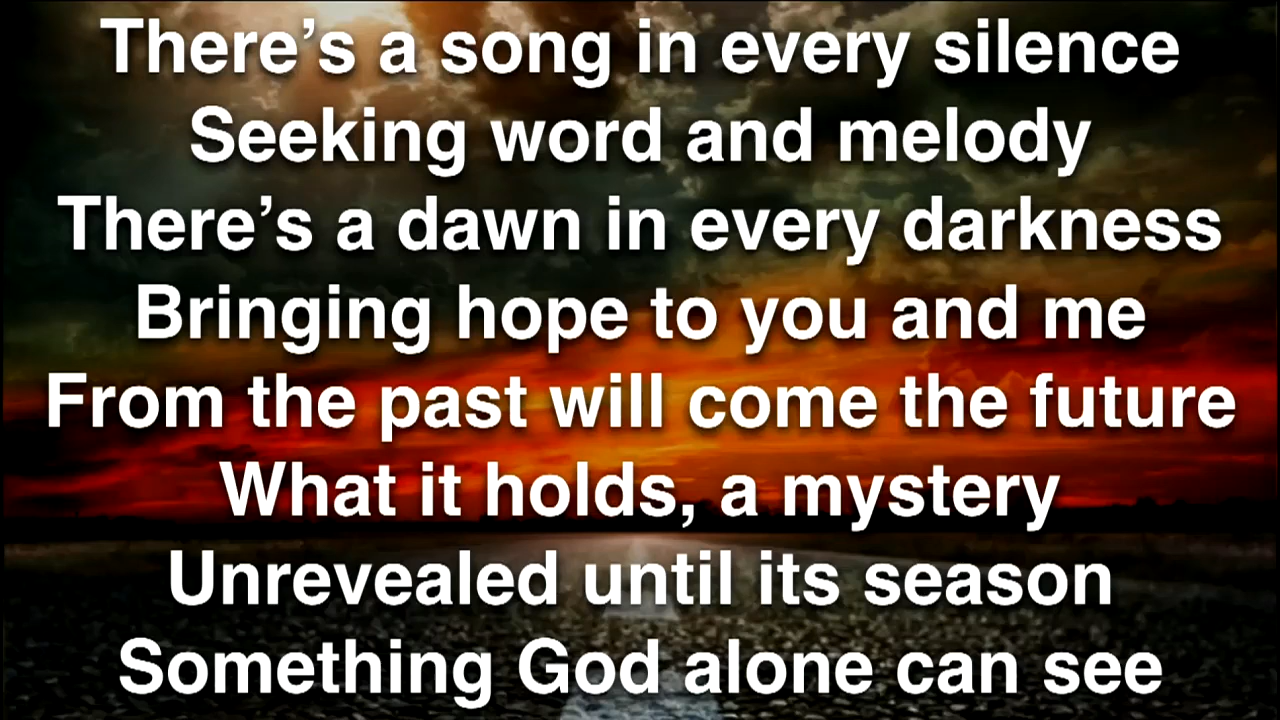 There’s a song in every silence
Seeking word and melody
There’s a dawn in every darkness
Bringing hope to you and me
From the past will come the future
What it holds, a mystery
Unrevealed until its season
Something God alone can see